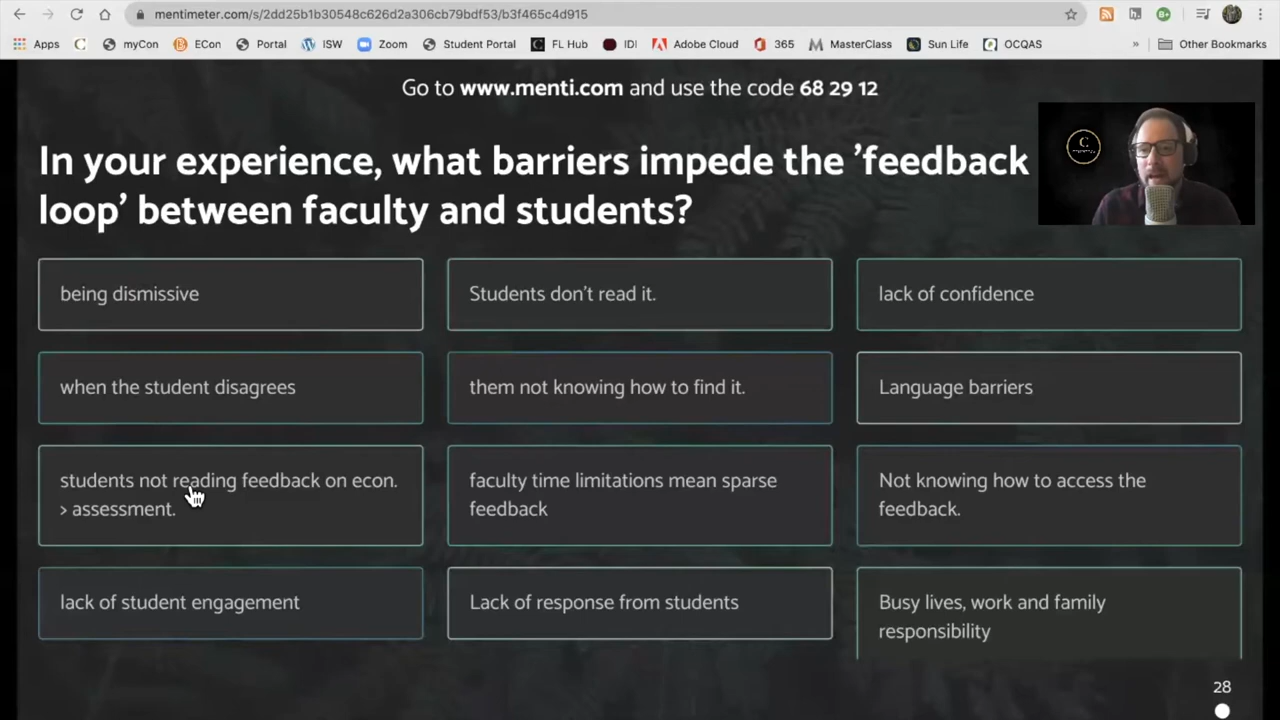 mentimeter.com/s/2dd25b1b30548c626d2a306cb79bdf53/b3f465c4d915
Apps
C
myCon
ECon
Portal
ISW
Zoom
Student Portal
C
FL Hub
IDI
Adobe Cloud
365
MasterClass
Sun Life
OCQAS
»
Other Bookmarks
Go to www.menti.com and use the code 68 29 12
In your experience, what barriers impede the 'feedback
loop' between faculty and students?
C
being dismissive
Students don't read it.
lack of confidence
when the student disagrees
them not knowing how to find it.
Language barriers
students not reading feedback on econ.
> assessment.
faculty time limitations mean sparse
feedback
Not knowing how to access the
feedback.
lack of student engagement
Lack of response from students
Busy lives, work and family
responsibility
28